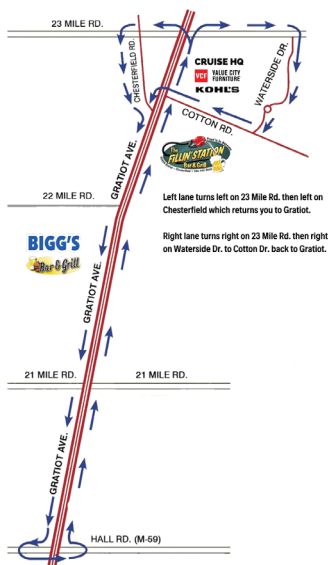 23 MILE RD.
CHESTERFIELD RD.
CRUISE HQ
VCF VALUE CITY
FURNITURE
KOHL'S
WATERSIDE DR.
COTTON RD.
The
FILLIN' STATION
Bar & Grill
GRATIOT AVE.
22 MILE RD.
Left lane turns left on 23 Mile Rd. then left on
Chesterfield which returns you to Gratiot.
Right lane turns right on 23 Mile Rd. then right
on Waterside Dr. to Cotton Dr. back to Gratiot.
BIGG'S
Bar & Grill
GRATIOT AVE.
21 MILE RD.
21 MILE RD.
GRATIOT AVE.
HALL RD. (M-59)